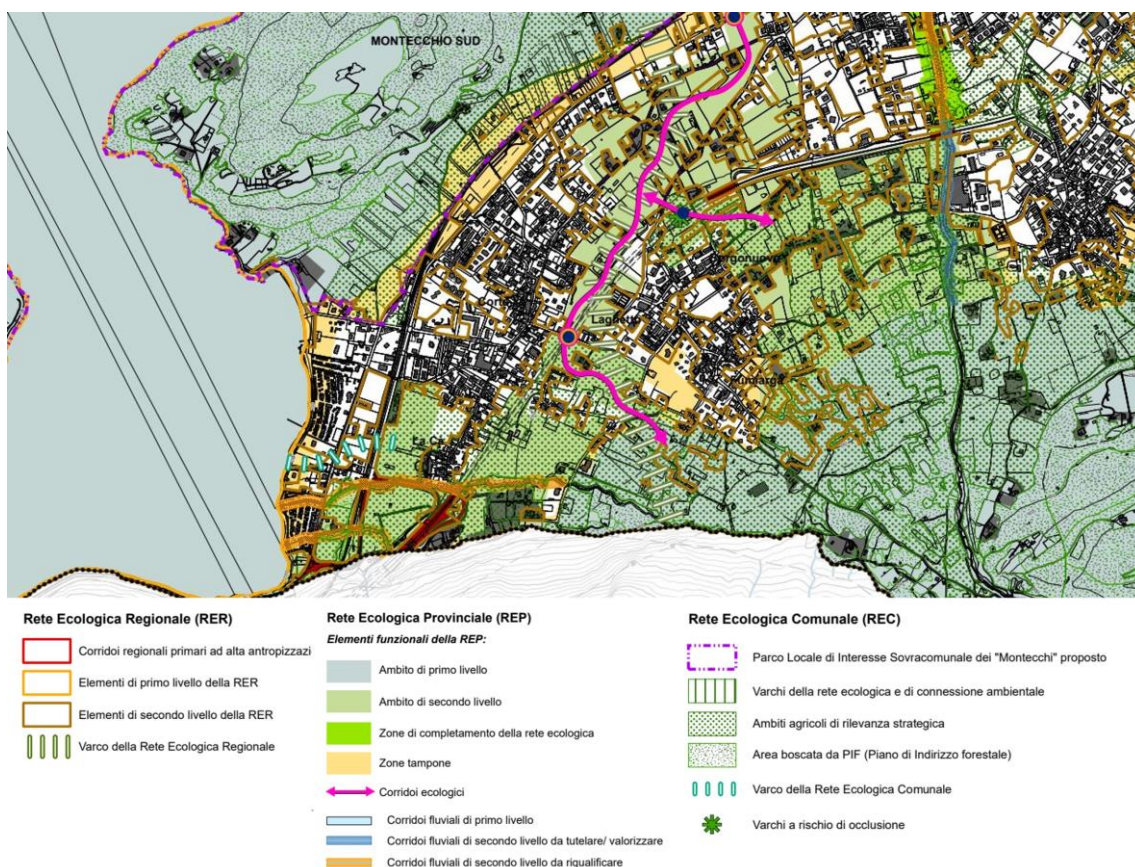 MONTECCHIO SUD
Borgonuovo
Laghetto
Fumiarga
La Ca
Rete Ecologica Regionale (RER)
Corridoi regionali primari ad alta antropizzazi
Elementi di primo livello della RER
Elementi di secondo livello della RER
Varco della Rete Ecologica Regionale
Rete Ecologica Provinciale (REP)
Elementi funzionali della REP:
Ambito di primo livello
Ambito di secondo livello
Zone di completamento della rete ecologica
Zone tampone
Corridoi ecologici
Corridoi fluviali di primo livello
Corridoi fluviali di secondo livello da tutelare/ valorizzare
Corridoi fluviali di secondo livello da riqualificare
Rete Ecologica Comunale (REC)
Parco Locale di Interesse Sovracomunale dei "Montecchi" proposto
Varchi della rete ecologica e di connessione ambientale
Ambiti agricoli di rilevanza strategica
Area boscata da PIF (Piano di Indirizzo forestale)
Varco della Rete Ecologica Comunale
Varchi a rischio di occlusione